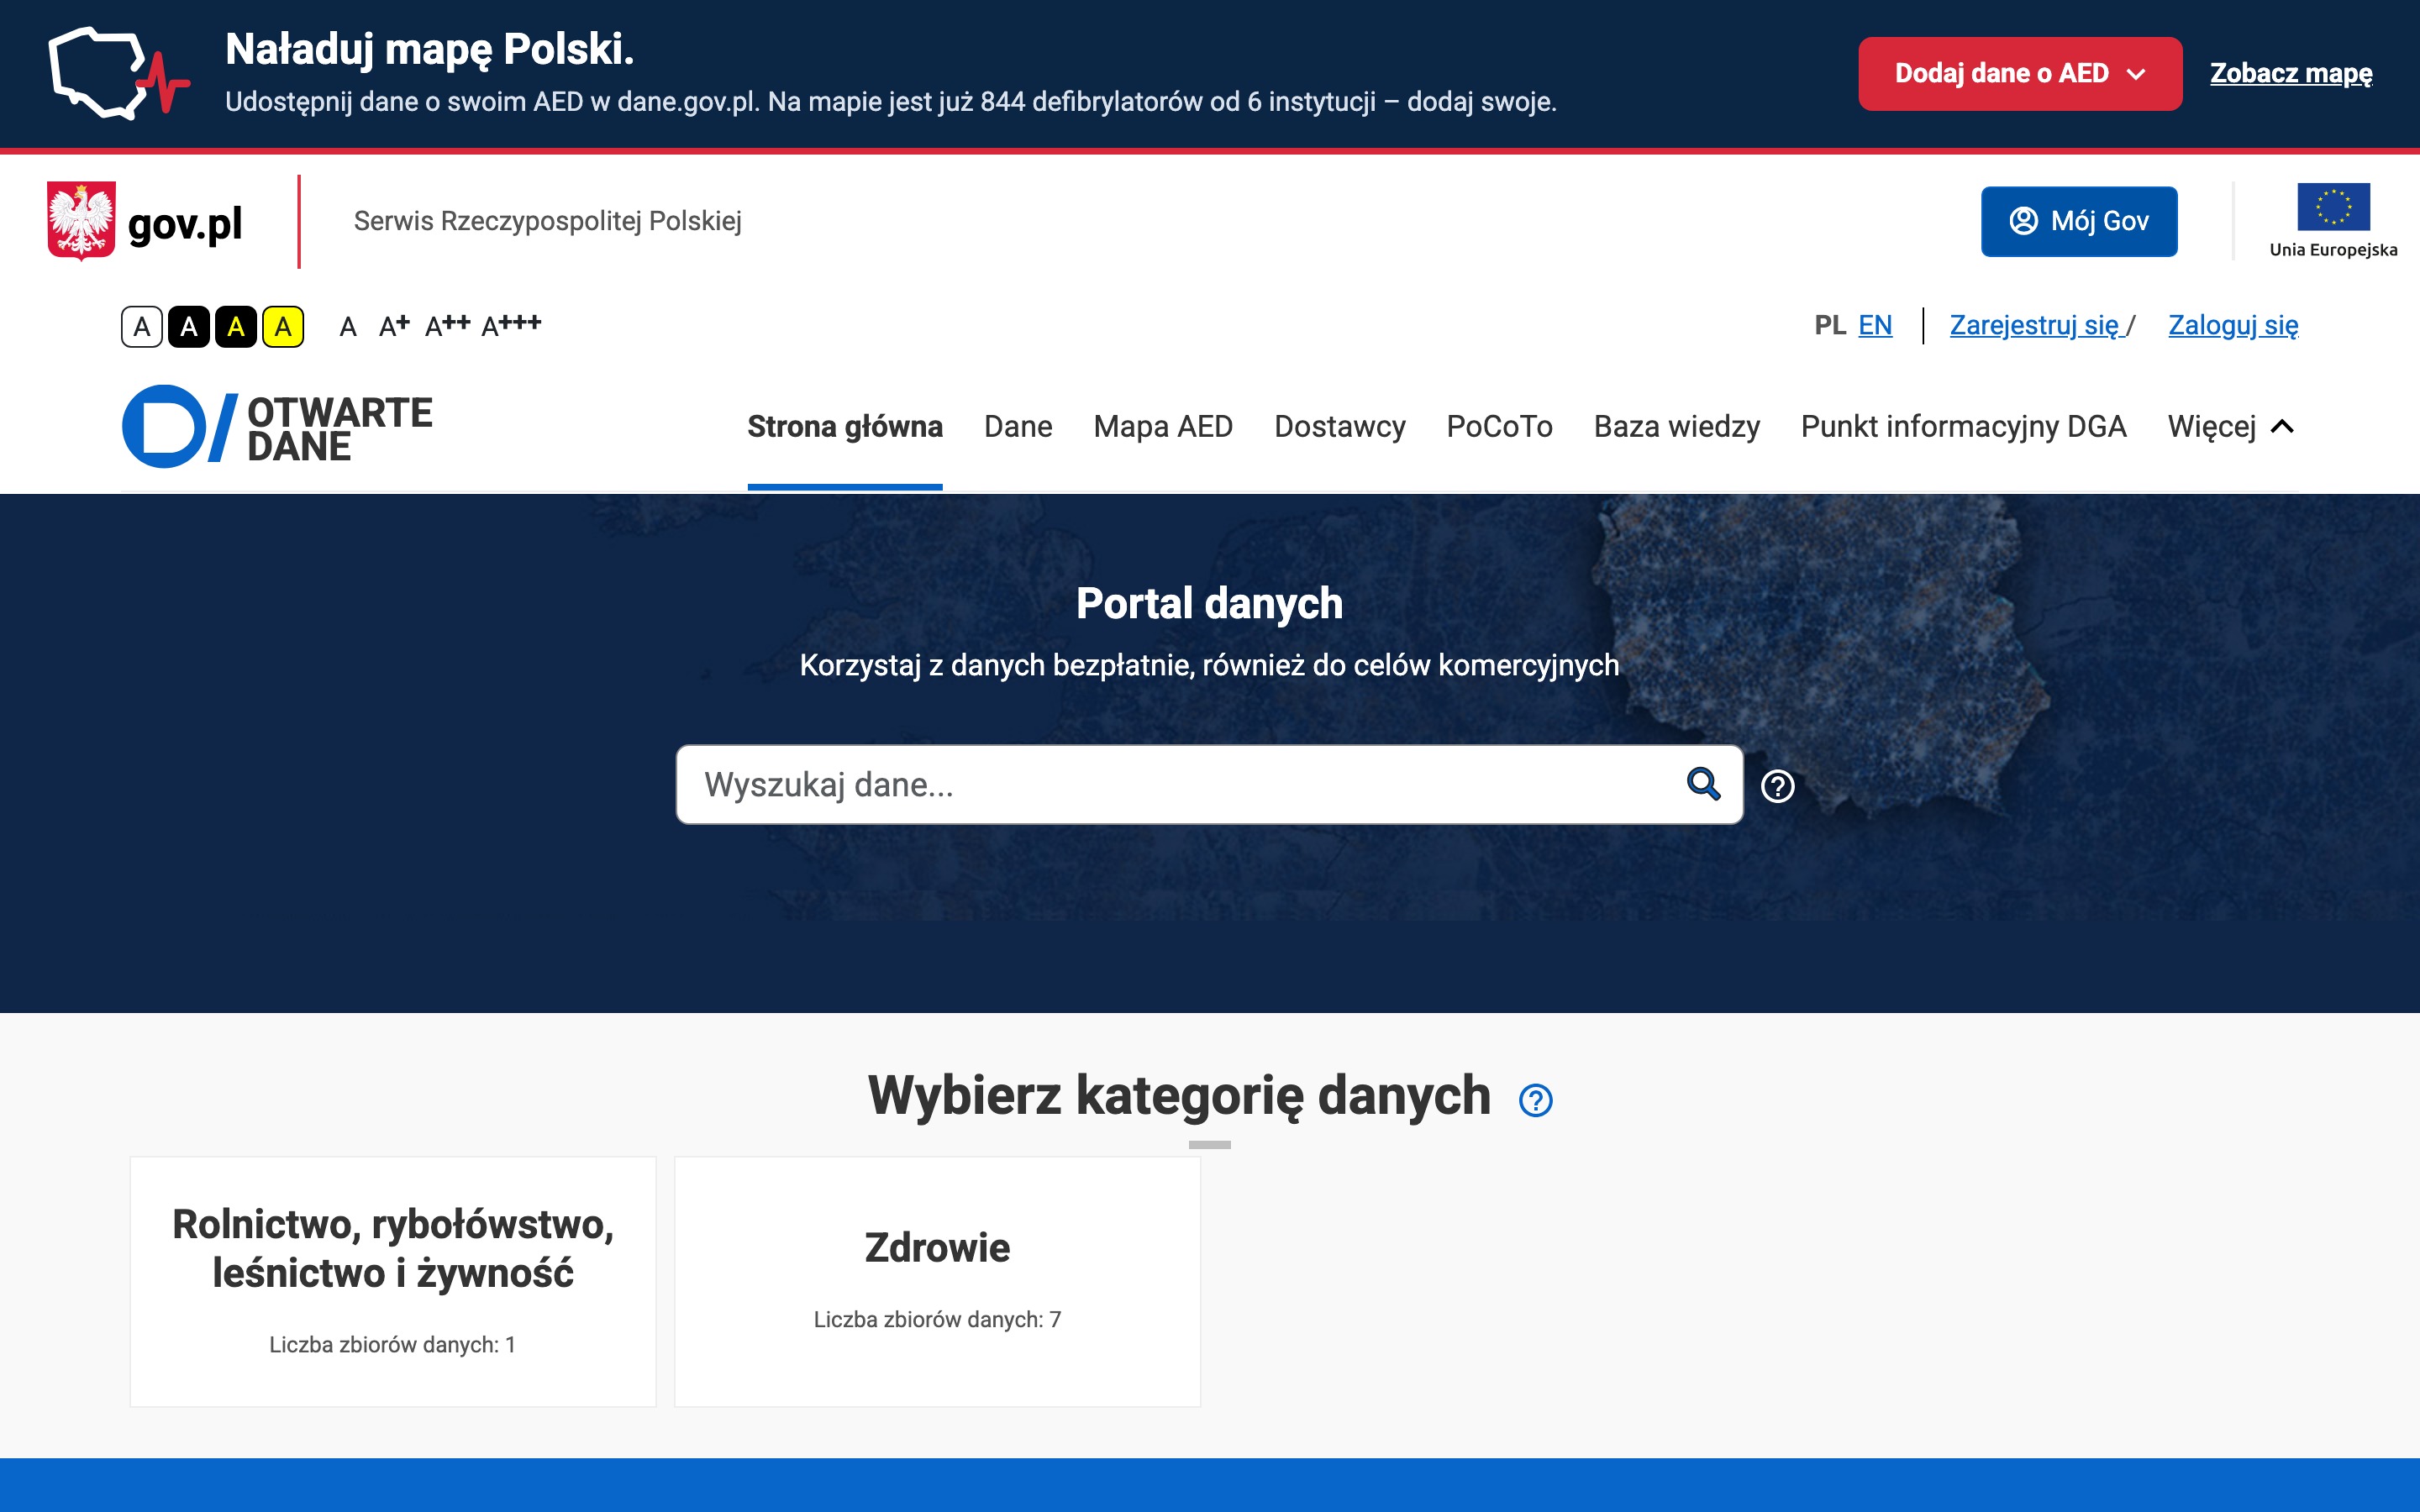 Naładuj mapę Polski.
Udostępnij dane o swoim AED w dane.gov.pl. Na mapie jest już 844 defibrylatorów od 6 instytucji – dodaj swoje.
Dodaj dane o AED
Zobacz mapę
gov.pl
Serwis Rzeczypospolitej Polskiej
Mój Gov
Unia Europejska
A A A A A A+ A++ A+++
PL EN Zarejestruj się / Zaloguj się
OTWARTE
DANE
Strona główna Dane Mapa AED Dostawcy PoCoTo Baza wiedzy Punkt informacyjny DGA Więcej
Portal danych
Korzystaj z danych bezpłatnie, również do celów komercyjnych
Wyszukaj dane...
?
Wybierz kategorię danych ?
Rolnictwo, rybołówstwo,
leśnictwo i żywność
Liczba zbiorów danych: 1
Zdrowie
Liczba zbiorów danych: 7